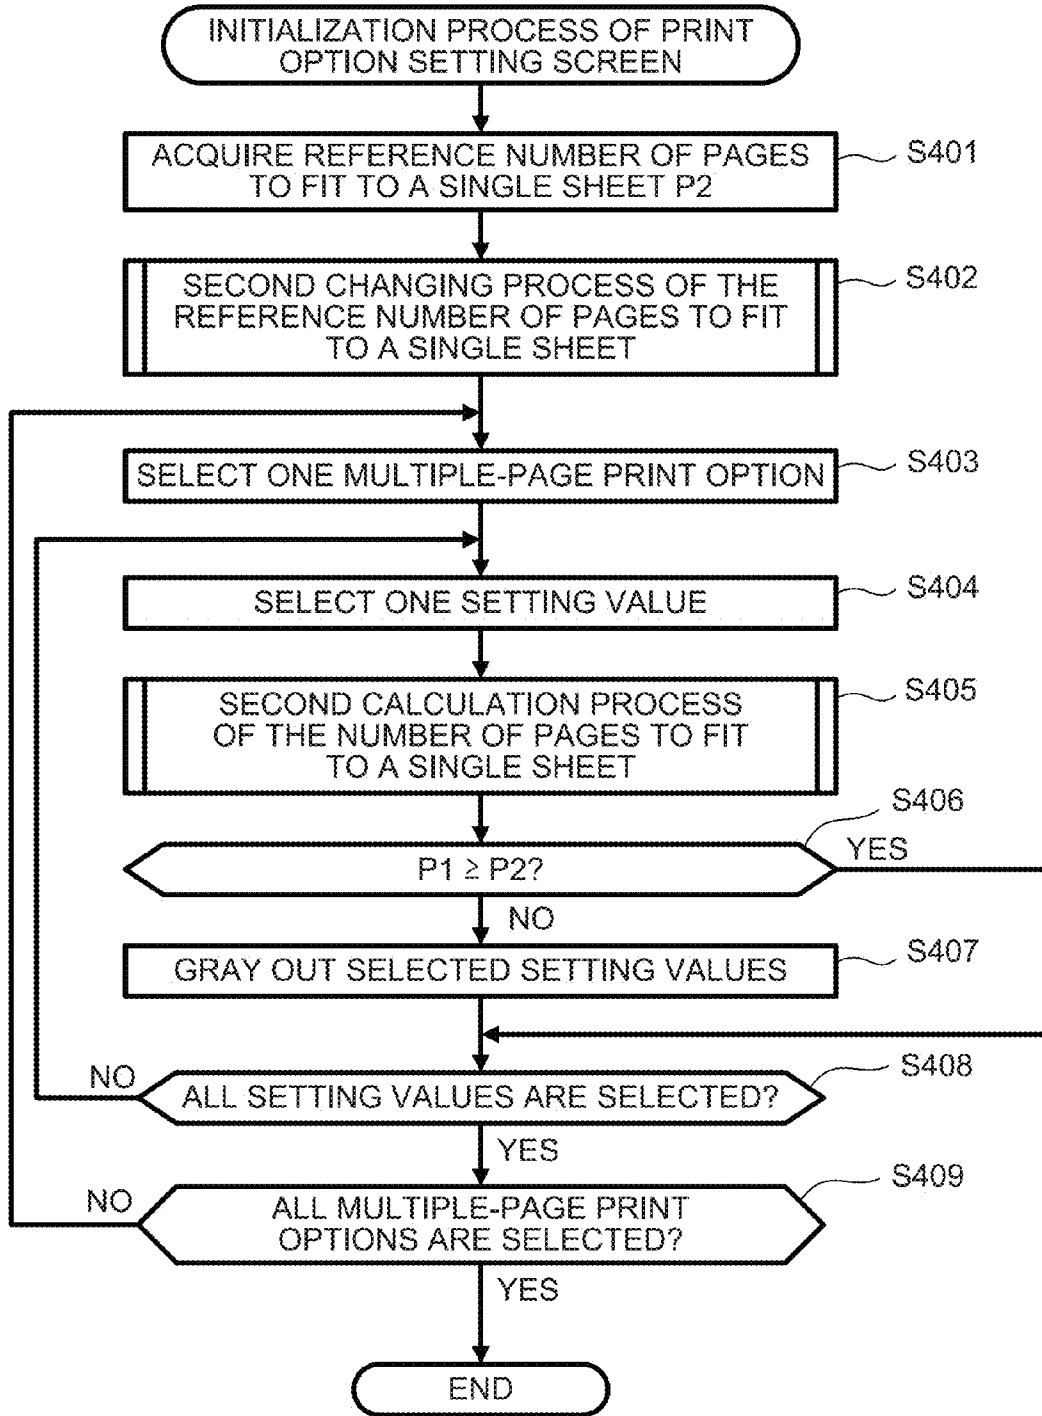 INITIALIZATION PROCESS OF PRINT
OPTION SETTING SCREEN
ACQUIRE REFERENCE NUMBER OF PAGES
TO FIT TO A SINGLE SHEET P2
S401
SECOND CHANGING PROCESS OF THE
REFERENCE NUMBER OF PAGES TO FIT
TO A SINGLE SHEET
S402
SELECT ONE MULTIPLE-PAGE PRINT OPTION
S403
SELECT ONE SETTING VALUE
S404
SECOND CALCULATION PROCESS
OF THE NUMBER OF PAGES TO FIT
TO A SINGLE SHEET
S405
P1 ≥ P2?
S406
YES
NO
GRAY OUT SELECTED SETTING VALUES
S407
ALL SETTING VALUES ARE SELECTED?
S408
NO
YES
ALL MULTIPLE-PAGE PRINT
OPTIONS ARE SELECTED?
S409
NO
YES
END